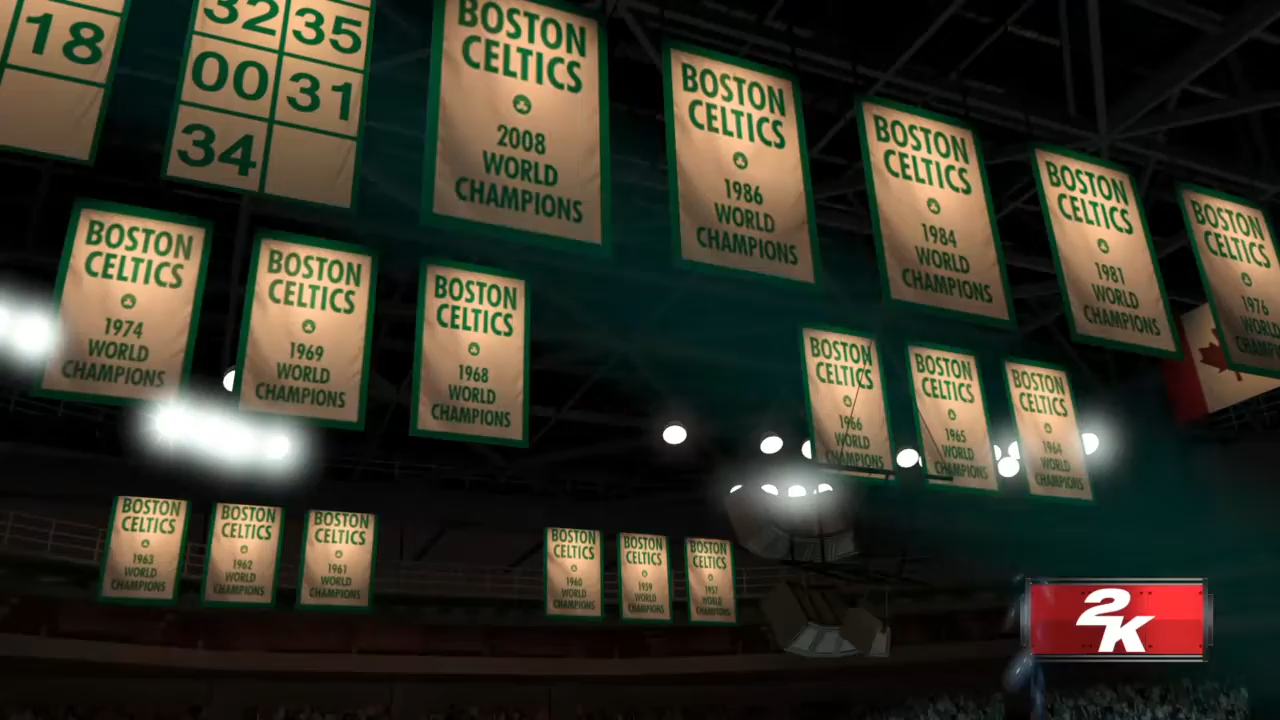 18
32 35
00 31
34
BOSTON
CELTICS
2008
WORLD
CHAMPIONS
BOSTON
CELTICS
1986
WORLD
CHAMPIONS
BOSTON
CELTICS
1984
WORLD
CHAMPIONS
BOSTON
CELTICS
1981
WORLD
CHAMPIONS
BOSTON
CELTICS
1976
WORLD
CHAMP
BOSTON
CELTICS
1974
WORLD
CHAMPIONS
BOSTON
CELTICS
1969
WORLD
CHAMPIONS
BOSTON
CELTICS
1968
WORLD
CHAMPIONS
BOSTON
CELTICS
1966
WORLD
CHAMPIONS
BOSTON
CELTICS
1965
WORLD
CHAMPIONS
BOSTON
CELTICS
1964
WORLD
CHAMPIONS
BOSTON
CELTICS
1963
WORLD
CHAMPIONS
BOSTON
CELTICS
1962
WORLD
CHAMPIONS
BOSTON
CELTICS
1961
WORLD
CHAMPIONS
BOSTON
CELTICS
1960
WORLD
CHAMPIONS
BOSTON
CELTICS
1959
WORLD
CHAMPIONS
BOSTON
CELTICS
1957
WORLD
CHAMPIONS
2K